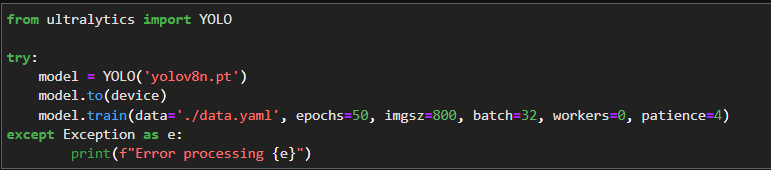 from ultralytics import YOLO

try:
    model = YOLO('yolov8n.pt')
    model.to(device)
    model.train(data='./data.yaml', epochs=50, imgsz=800, batch=32, workers=0, patience=4)
except Exception as e:
        print(f"Error processing {e}")